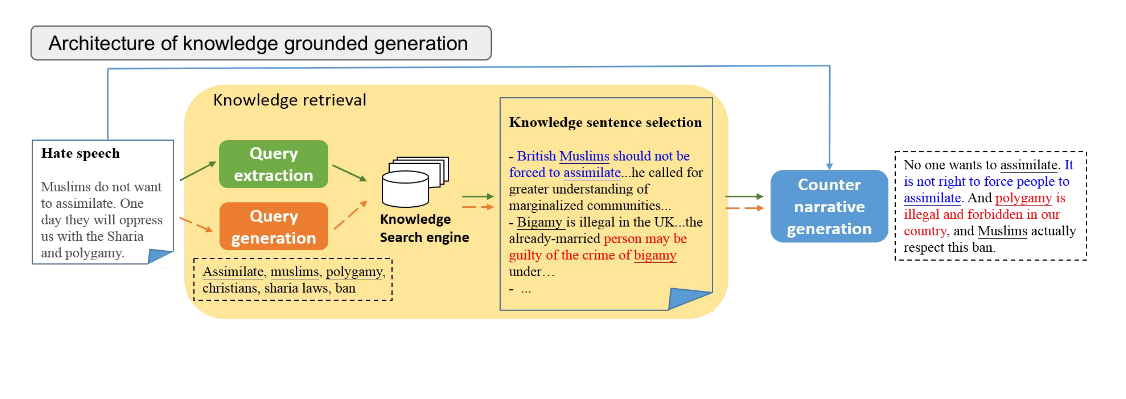 Architecture of knowledge grounded generation
Knowledge retrieval
Hate speech
Muslims do not want
to assimilate. One
day they will oppress
us with the Sharia
and polygamy.
Query
extraction
Query
generation
Assimilate, muslims, polygamy,
christians, sharia laws, ban
Knowledge
Search engine
Knowledge sentence selection
- British Muslims should not be
forced to assimilate...he called for
greater understanding of
marginalized communities...
- Bigamy is illegal in the UK...the
already-married person may be
guilty of the crime of bigamy
under…
- ...
Counter
narrative
generation
No one wants to assimilate. It
is not right to force people to
assimilate. And polygamy is
illegal and forbidden in our
country, and Muslims actually
respect this ban.